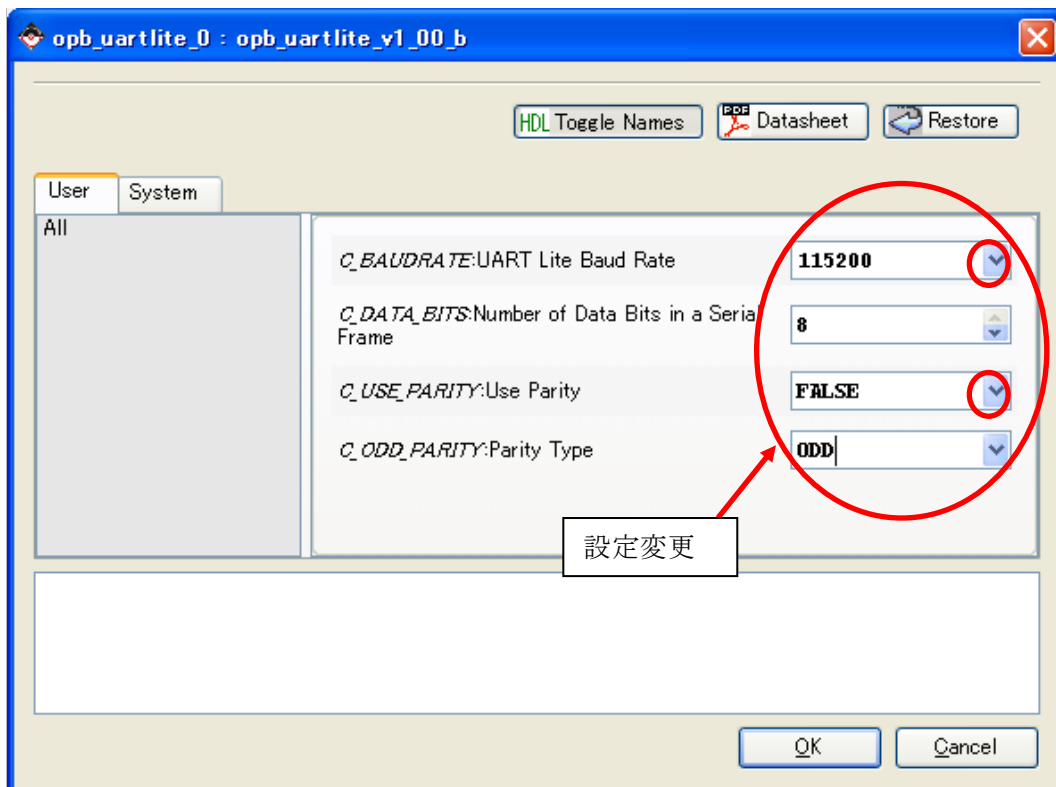 opb_uartlite_0 : opb_uartlite_v1_00_b
HDL Toggle Names
PDF Datasheet
Restore
User
System
All
C_BAUDRATE:UART Lite Baud Rate
115200
C_DATA_BITS:Number of Data Bits in a Serial
Frame
8
C_USE_PARITY:Use Parity
FALSE
C_ODD_PARITY:Parity Type
ODD
設定変更
OK
Cancel